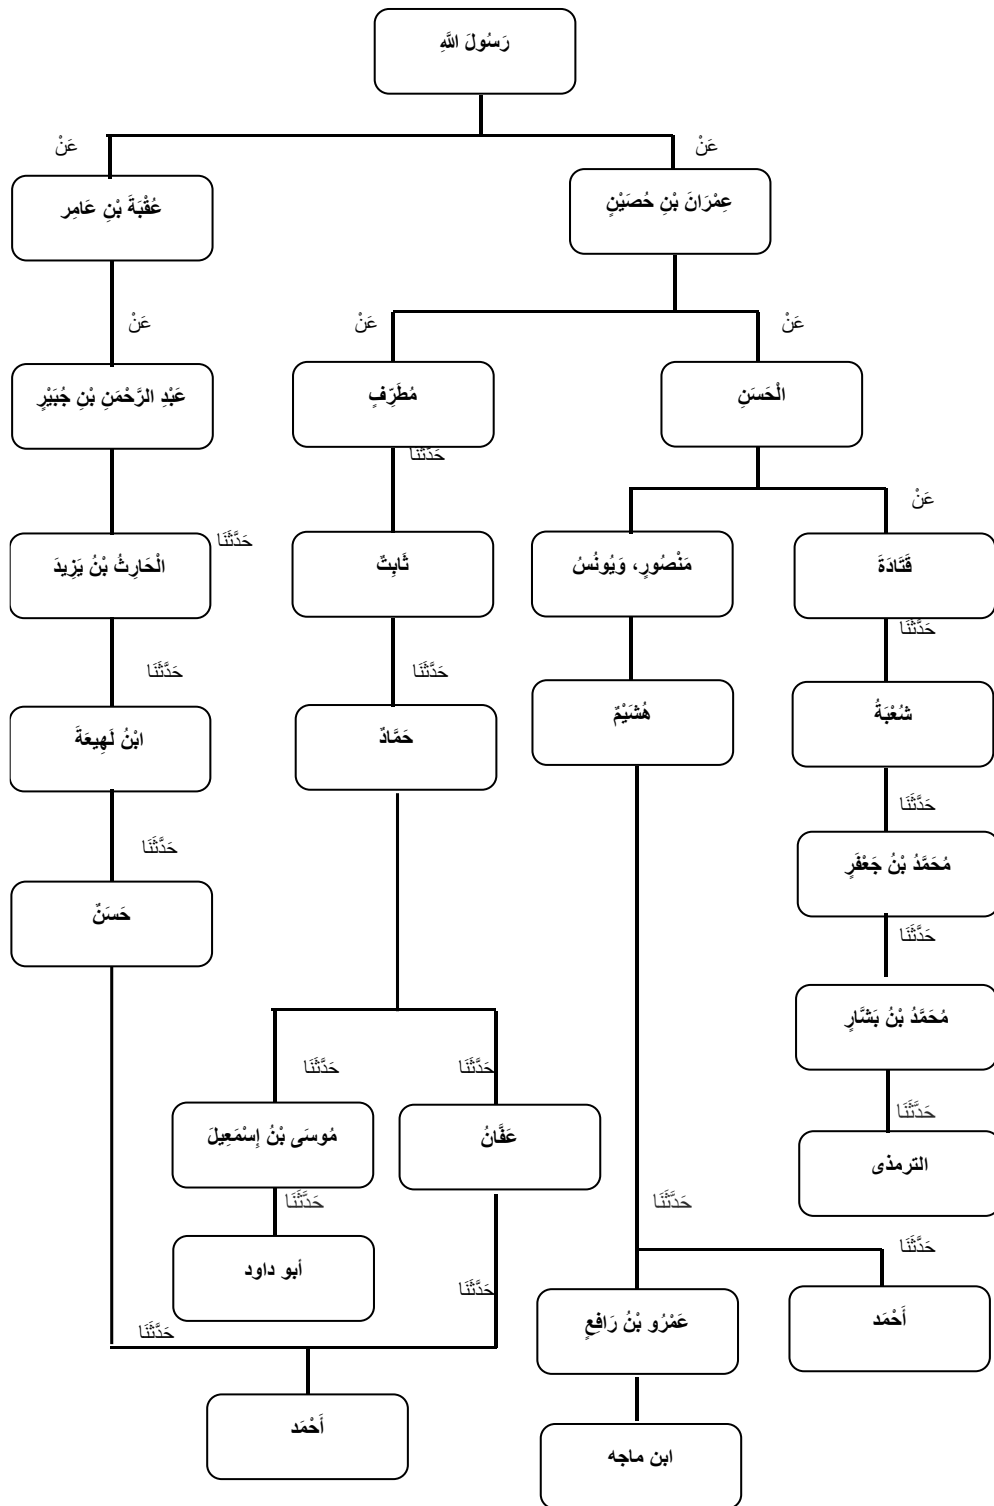 رَسُولَ اللَّهِ
عَنْ
عَنْ
عِمْرَانَ بْنِ حُصَيْنٍ
عُقْبَةَ بْنِ عَامِر
عَنْ
عَنْ
عَنْ
الْحَسَنِ
مُطَرِّفٍ
عَبْدِ الرَّحْمَنِ بْنِ جُبَيْرٍ
حَدَّثَنَا
عَنْ
قَتَادَةَ
مَنْصُورٍ، وَيُونُسُ
ثَابِتٌ
حَدَّثَنَا
الْحَارِثُ بْنُ يَزِيدَ
حَدَّثَنَا
حَدَّثَنَا
حَدَّثَنَا
شُعْبَةُ
هُشَيْمٌ
حَمَّادٌ
ابْنُ لَهِيعَةَ
حَدَّثَنَا
حَدَّثَنَا
مُحَمَّدُ بْنُ جَعْفَرٍ
حَسَنٌ
حَدَّثَنَا
مُحَمَّدُ بْنُ بَشَّارٍ
حَدَّثَنَا
حَدَّثَنَا
حَدَّثَنَا
عَفَّانُ
مُوسَى بْنُ إِسْمَعِيلَ
الترمذى
حَدَّثَنَا
حَدَّثَنَا
حَدَّثَنَا
أبو داود
حَدَّثَنَا
حَدَّثَنَا
أَحْمَد
عَمْرُو بْنُ رَافِعٍ
أَحْمَد
ابن ماجه